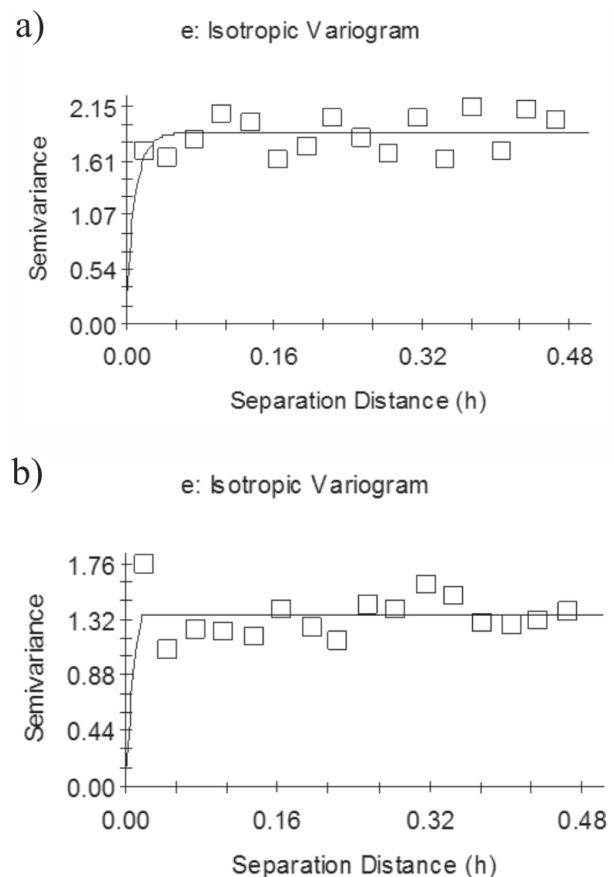 a)
e: Isotropic Variogram
2.15
1.61
1.07
0.54
0.00
Semivariance
0.00 0.16 0.32 0.48
Separation Distance (h)
b)
e: Isotropic Variogram
1.76
1.32
0.88
0.44
0.00
Semivariance
0.00 0.16 0.32 0.48
Separation Distance (h)